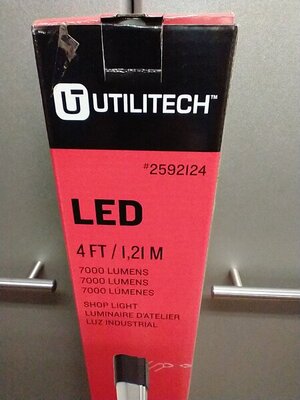 UTILITECH™
#2592124
LED
4 FT / 1,21 M
7000 LUMENS
7000 LUMENS
7000 LÚMENES
SHOP LIGHT
LUMINAIRE D'ATELIER
LUZ INDUSTRIAL